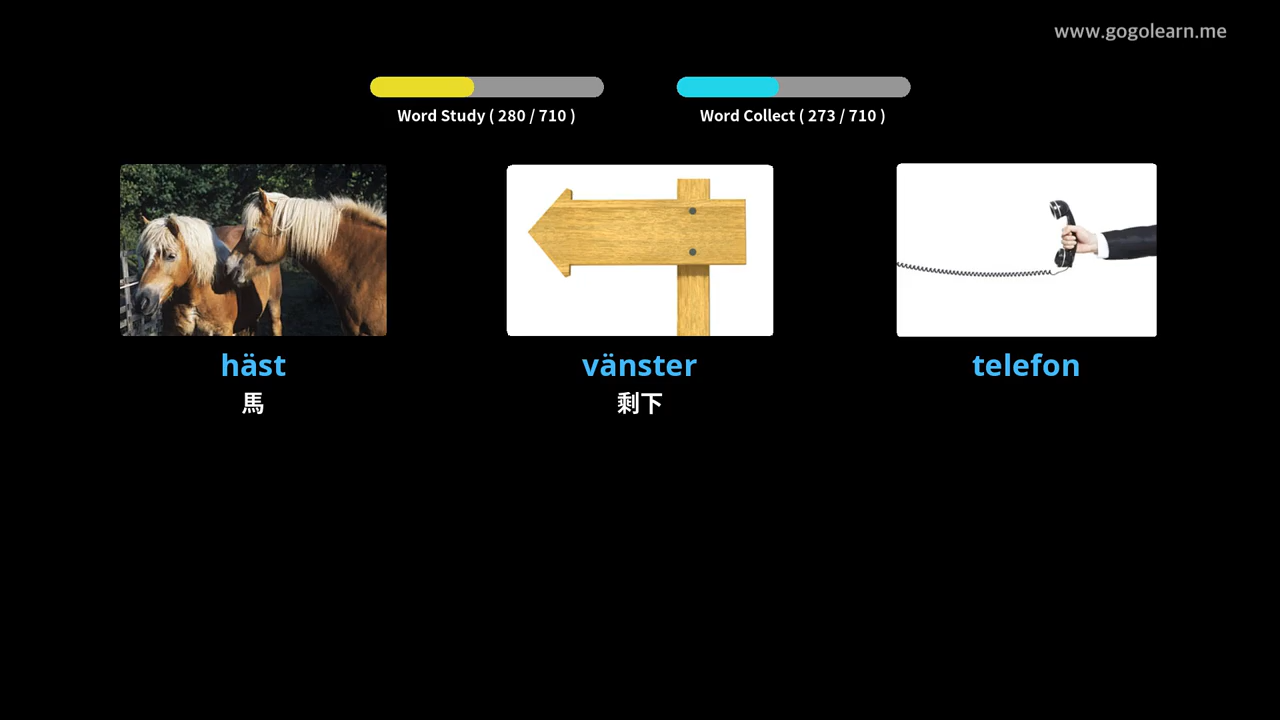 www.gogolearn.me
Word Study ( 280 / 710 )
Word Collect ( 273 / 710 )
häst
vänster
telefon
馬
剩下